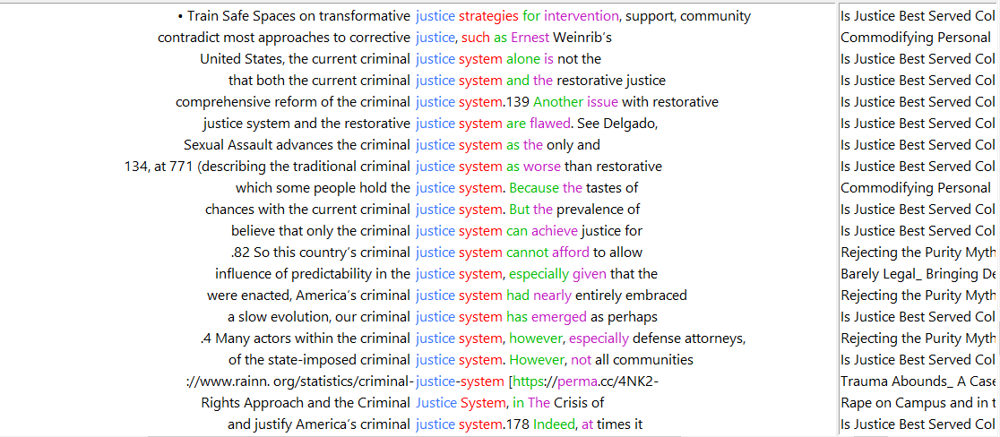 • Train Safe Spaces on transformative justice strategies for intervention, support, community Is Justice Best Served Col
contradict most approaches to corrective justice, such as Ernest Weinrib’s Commodifying Personal
United States, the current criminal justice system alone is not the Is Justice Best Served Col
that both the current criminal justice system and the restorative justice Is Justice Best Served Col
comprehensive reform of the criminal justice system.139 Another issue with restorative Is Justice Best Served Col
justice system and the restorative justice system are flawed. See Delgado, Is Justice Best Served Col
Sexual Assault advances the criminal justice system as the only and Is Justice Best Served Col
134, at 771 (describing the traditional criminal justice system as worse than restorative Is Justice Best Served Col
which some people hold the justice system. Because the tastes of Commodifying Personal
chances with the current criminal justice system. But the prevalence of Is Justice Best Served Col
believe that only the criminal justice system can achieve justice for Is Justice Best Served Col
.82 So this country’s criminal justice system cannot afford to allow Rejecting the Purity Myth
influence of predictability in the justice system, especially given that the Barely Legal_ Bringing De
were enacted, America’s criminal justice system had nearly entirely embraced Rejecting the Purity Myth
a slow evolution, our criminal justice system has emerged as perhaps Is Justice Best Served Col
.4 Many actors within the criminal justice system, however, especially defense attorneys, Rejecting the Purity Myth
of the state-imposed criminal justice system. However, not all communities Is Justice Best Served Col
://www.rainn. org/statistics/criminal-justice-system [https://perma.cc/4NK2- Trauma Abounds_ A Case
Rights Approach and the Criminal Justice System, in The Crisis of Rape on Campus and in t
and justify America’s criminal justice system.178 Indeed, at times it Is Justice Best Served Col